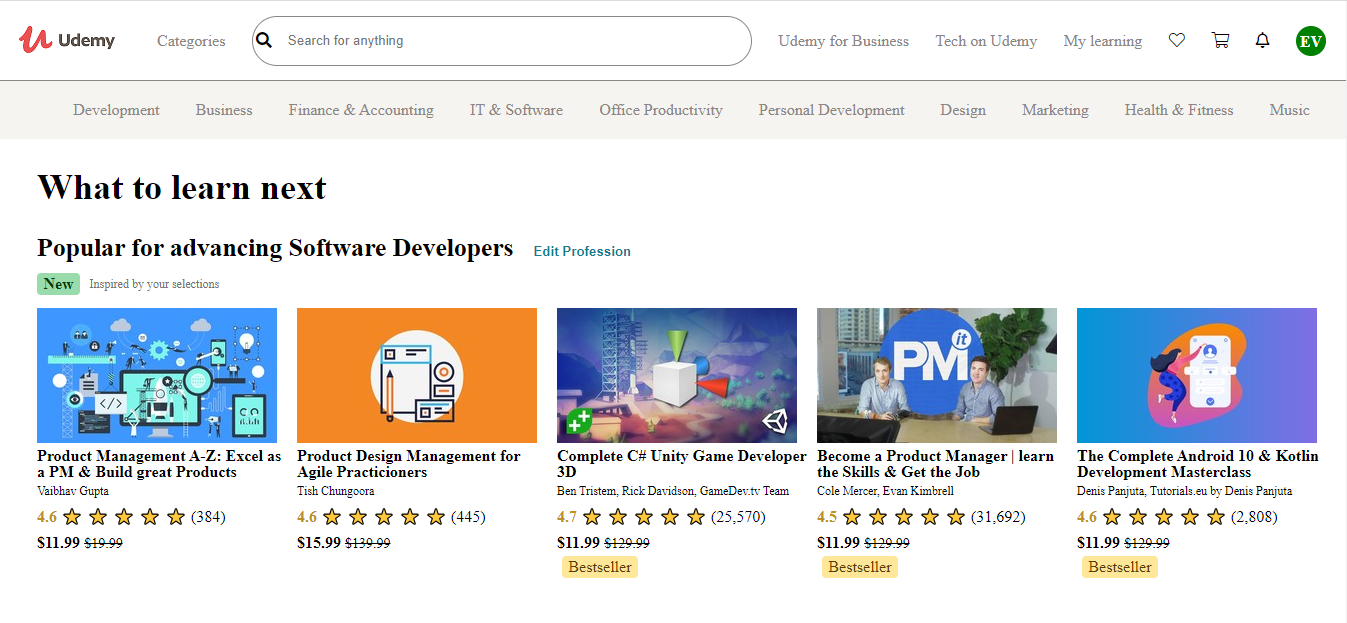 Udemy Categories Search for anything Udemy for Business Tech on Udemy My learning EV
Development Business Finance & Accounting IT & Software Office Productivity Personal Development Design Marketing Health & Fitness Music
What to learn next
Popular for advancing Software Developers Edit Profession
New Inspired by your selections
</>
PM it
Product Management A-Z: Excel as
a PM & Build great Products
Vaibhav Gupta
4.6 (384)
$11.99 $19.99
Product Design Management for
Agile Practicioners
Tish Chungoora
4.6 (445)
$15.99 $139.99
Complete C# Unity Game Developer
3D
Ben Tristem, Rick Davidson, GameDev.tv Team
4.7 (25,570)
$11.99 $129.99
Bestseller
Become a Product Manager | learn
the Skills & Get the Job
Cole Mercer, Evan Kimbrell
4.5 (31,692)
$11.99 $129.99
Bestseller
The Complete Android 10 & Kotlin
Development Masterclass
Denis Panjuta, Tutorials.eu by Denis Panjuta
4.6 (2,808)
$11.99 $129.99
Bestseller